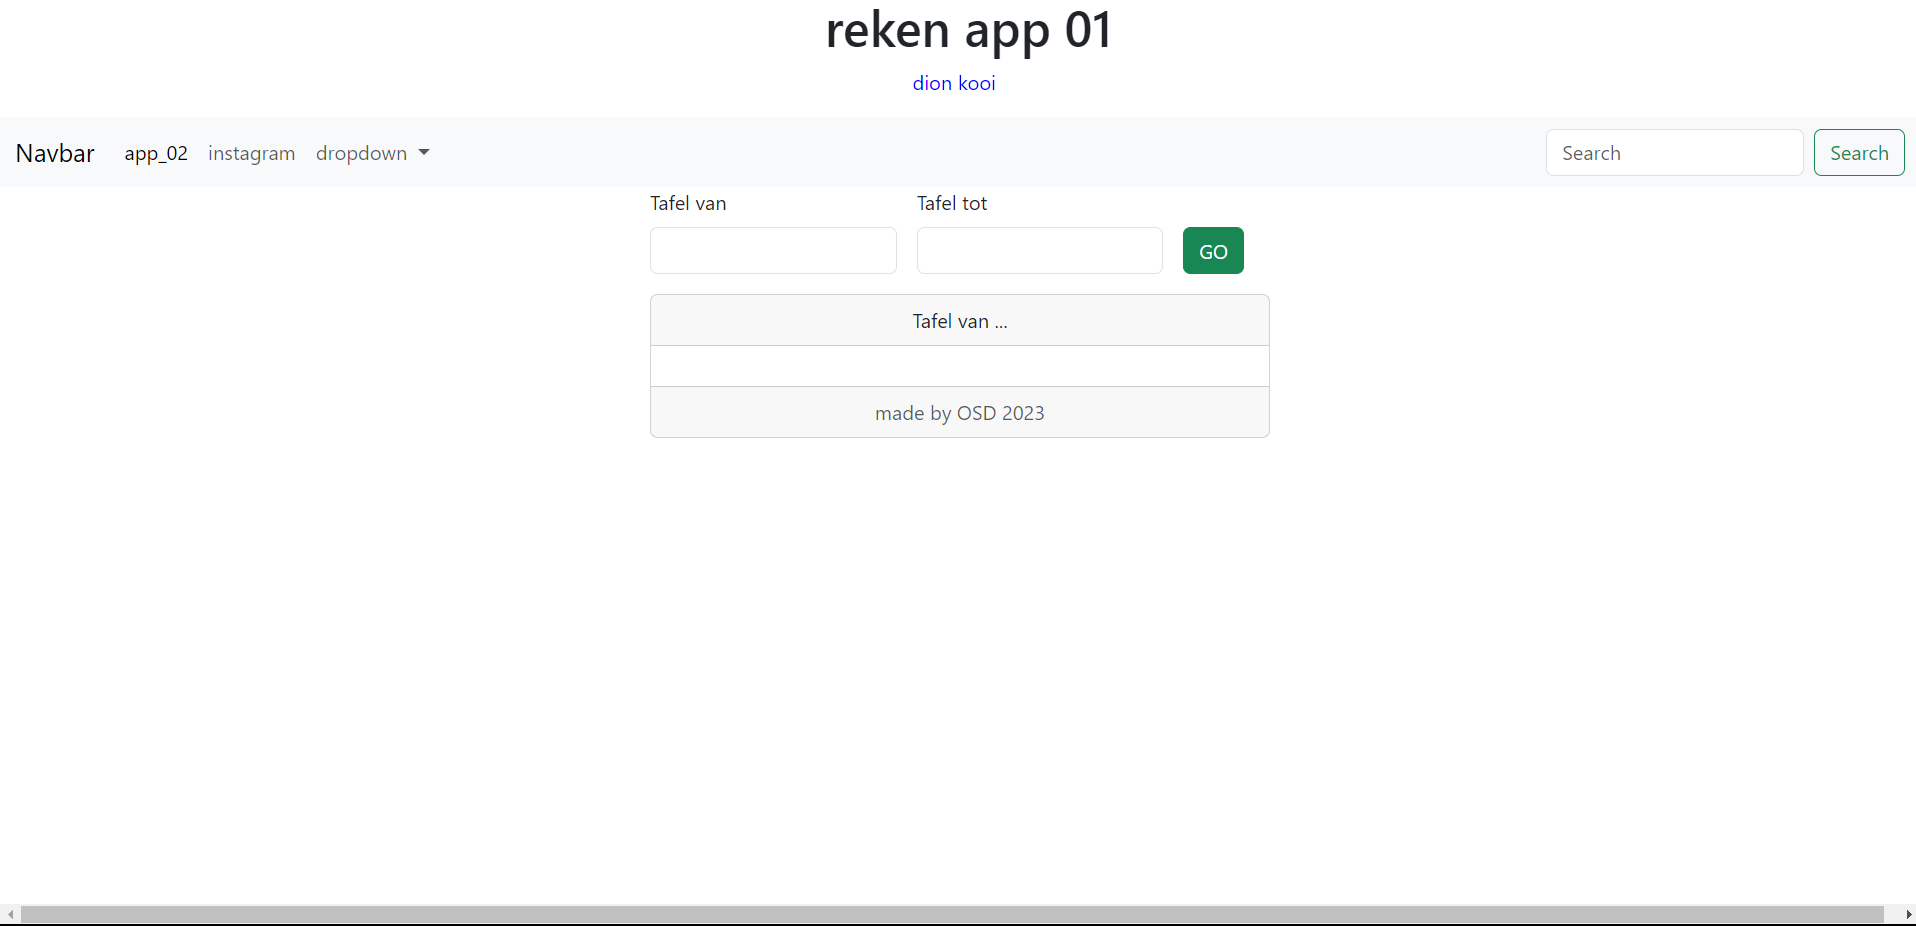 reken app 01
dion kooi
Navbar app_02 instagram dropdown Search Search
Tafel van Tafel tot
GO
Tafel van ...
made by OSD 2023